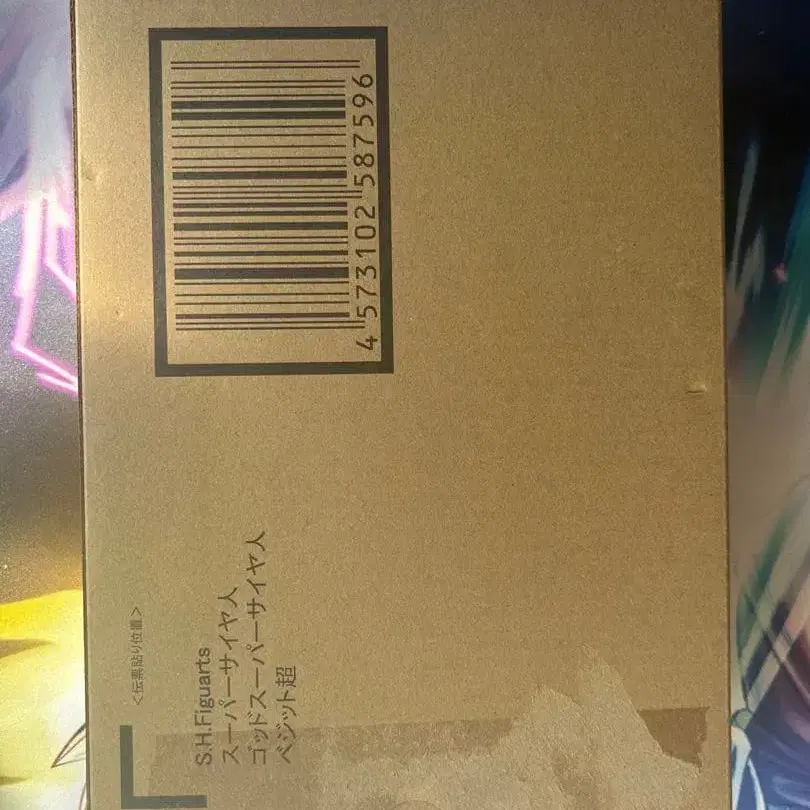 <伝票貼り位置>
S.H.Figuarts
スーパーサイヤ人
ゴッドスーパーサイヤ人
ベジット超
4 573102 587596